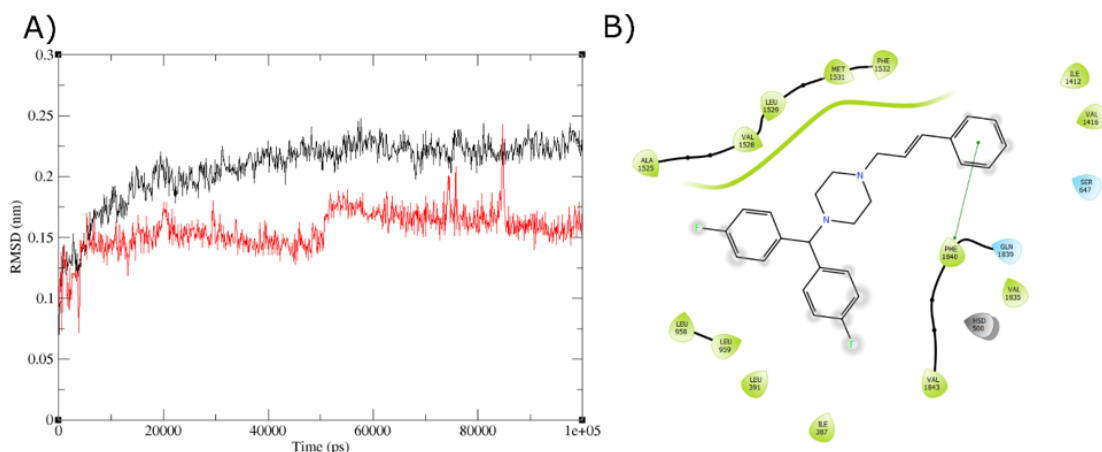 A)
0.3
0.25
0.2
0.15
0.1
0.05
0
RMSD (nm)
0
20000
40000
60000
80000
1e+05
Time (ps)
B)
PHE
1532
MET
1531
LEU
1529
VAL
1528
ALA
1525
ILE
1412
VAL
1416
SER
647
N
N
F
F
PHE
1840
GLN
1839
VAL
1835
HSD
500
VAL
1843
LEU
958
LEU
959
LEU
391
ILE
387